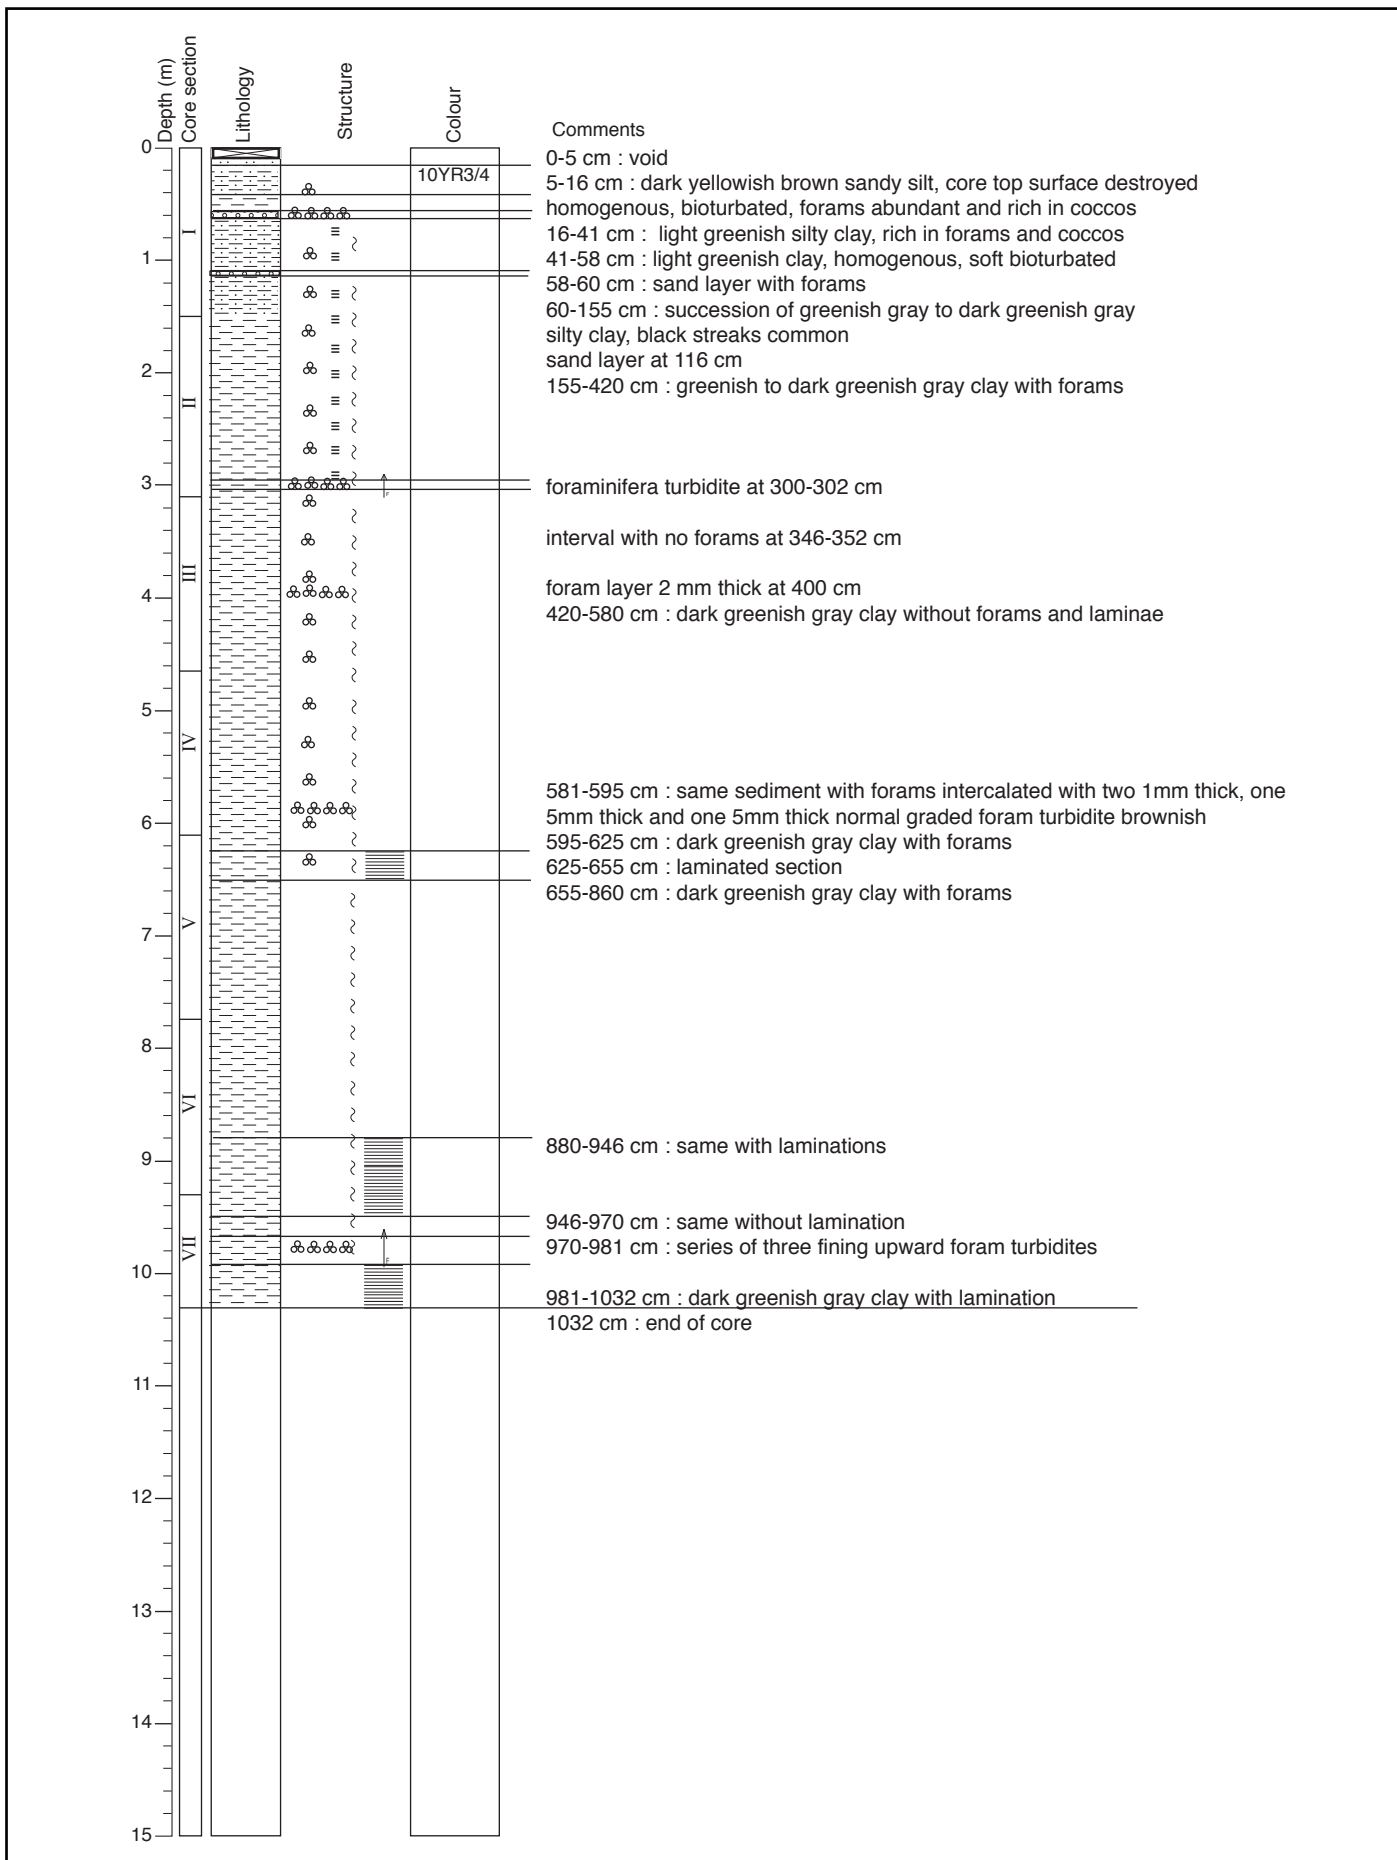 Depth (m)
Core section
Lithology
Structure
Colour
Comments
0
0-5 cm : void
10YR3/4
5-16 cm : dark yellowish brown sandy silt, core top surface destroyed
homogenous, bioturbated, forams abundant and rich in coccos
I
16-41 cm : light greenish silty clay, rich in forams and coccos
1
41-58 cm : light greenish clay, homogenous, soft bioturbated
58-60 cm : sand layer with forams
60-155 cm : succession of greenish gray to dark greenish gray
silty clay, black streaks common
sand layer at 116 cm
2
155-420 cm : greenish to dark greenish gray clay with forams
II
3
F
foraminifera turbidite at 300-302 cm
interval with no forams at 346-352 cm
III
foram layer 2 mm thick at 400 cm
4
420-580 cm : dark greenish gray clay without forams and laminae
5
IV
581-595 cm : same sediment with forams intercalated with two 1mm thick, one
5mm thick and one 5mm thick normal graded foram turbidite brownish
6
595-625 cm : dark greenish gray clay with forams
625-655 cm : laminated section
655-860 cm : dark greenish gray clay with forams
V
7
8
VI
880-946 cm : same with laminations
9
946-970 cm : same without lamination
VII
970-981 cm : series of three fining upward foram turbidites
F
10
981-1032 cm : dark greenish gray clay with lamination
1032 cm : end of core
11
12
13
14
15